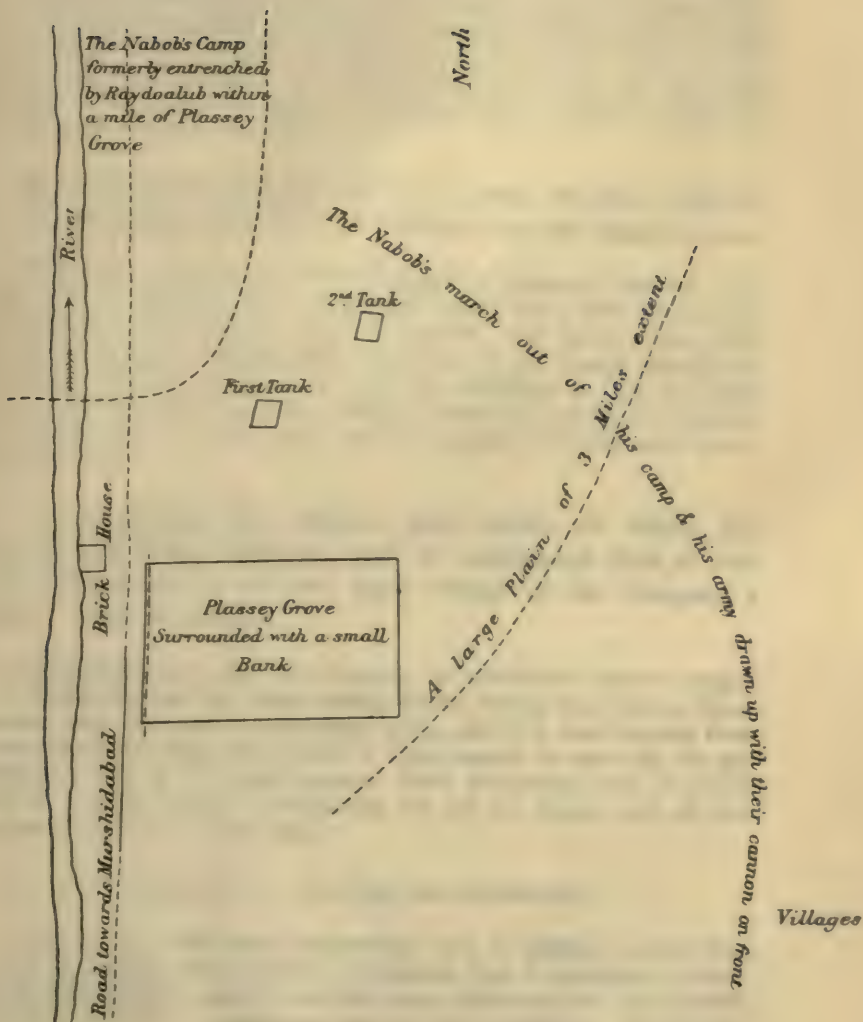 The Nabob's Camp
formerly entrenched
by Raydoalub within
a mile of Plassey
Grove
North
River
The Nabob's march out of his camp & his army drawn up with their cannon on front
2nd Tank
First Tank
A large Plain of 3 Miles extent
Brick House
Plassey Grove
Surrounded with a small
Bank
Road towards Murshidabad
Villages